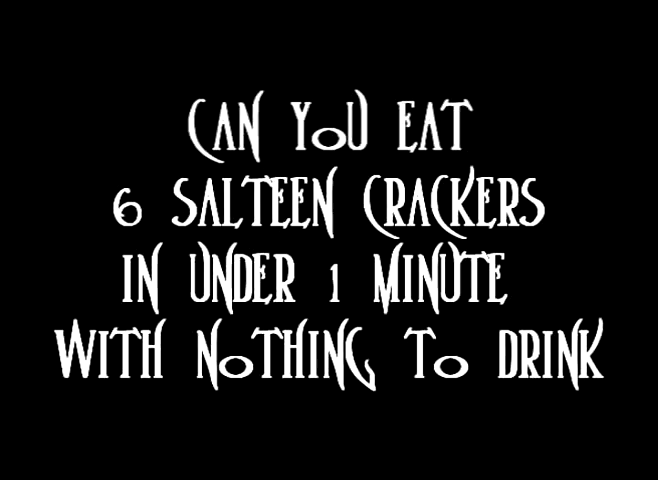 CAN YOU EAT
6 SALTEEN CRACKERS
IN UNDER 1 MINUTE
WITH NOTHING TO DRINK